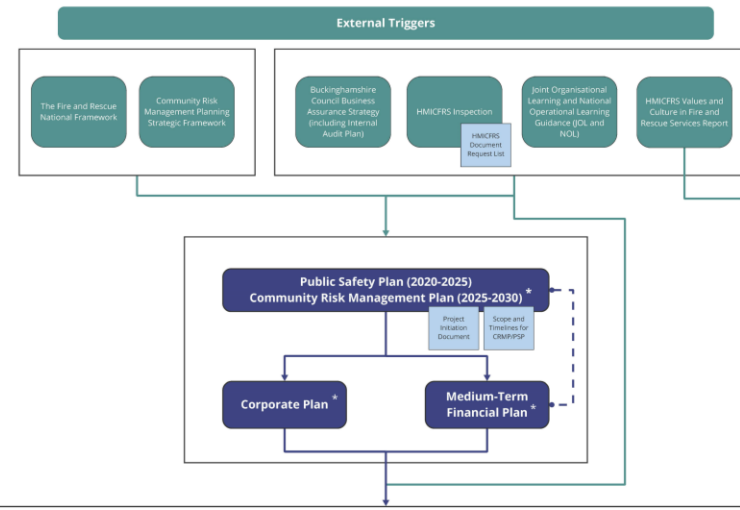 External Triggers
The Fire and Rescue
National Framework
Community Risk
Management Planning
Strategic Framework
Buckinghamshire
Council Business
Assurance Strategy
(including Internal
Audit Plan)
HMICFRS Inspection
HMICFRS
Document
Request List
Joint Organisational
Learning and National
Operational Learning
Guidance (JOL and
NOL)
HMICFRS Values and
Culture in Fire and
Rescue Services Report
Public Safety Plan (2020-2025)
Community Risk Management Plan (2025-2030) *
Project
Initiation
Document
Scope and
Timelines for
CRMP/PSP
Corporate Plan *
Medium-Term
Financial Plan *